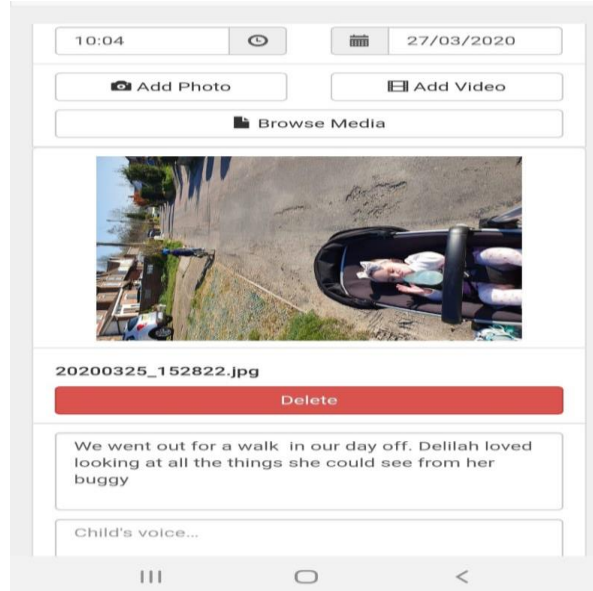 10:04
27/03/2020
Add Photo
Add Video
Browse Media
20200325_152822.jpg
Delete
We went out for a walk in our day off. Delilah loved
looking at all the things she could see from her
buggy
Child's voice...